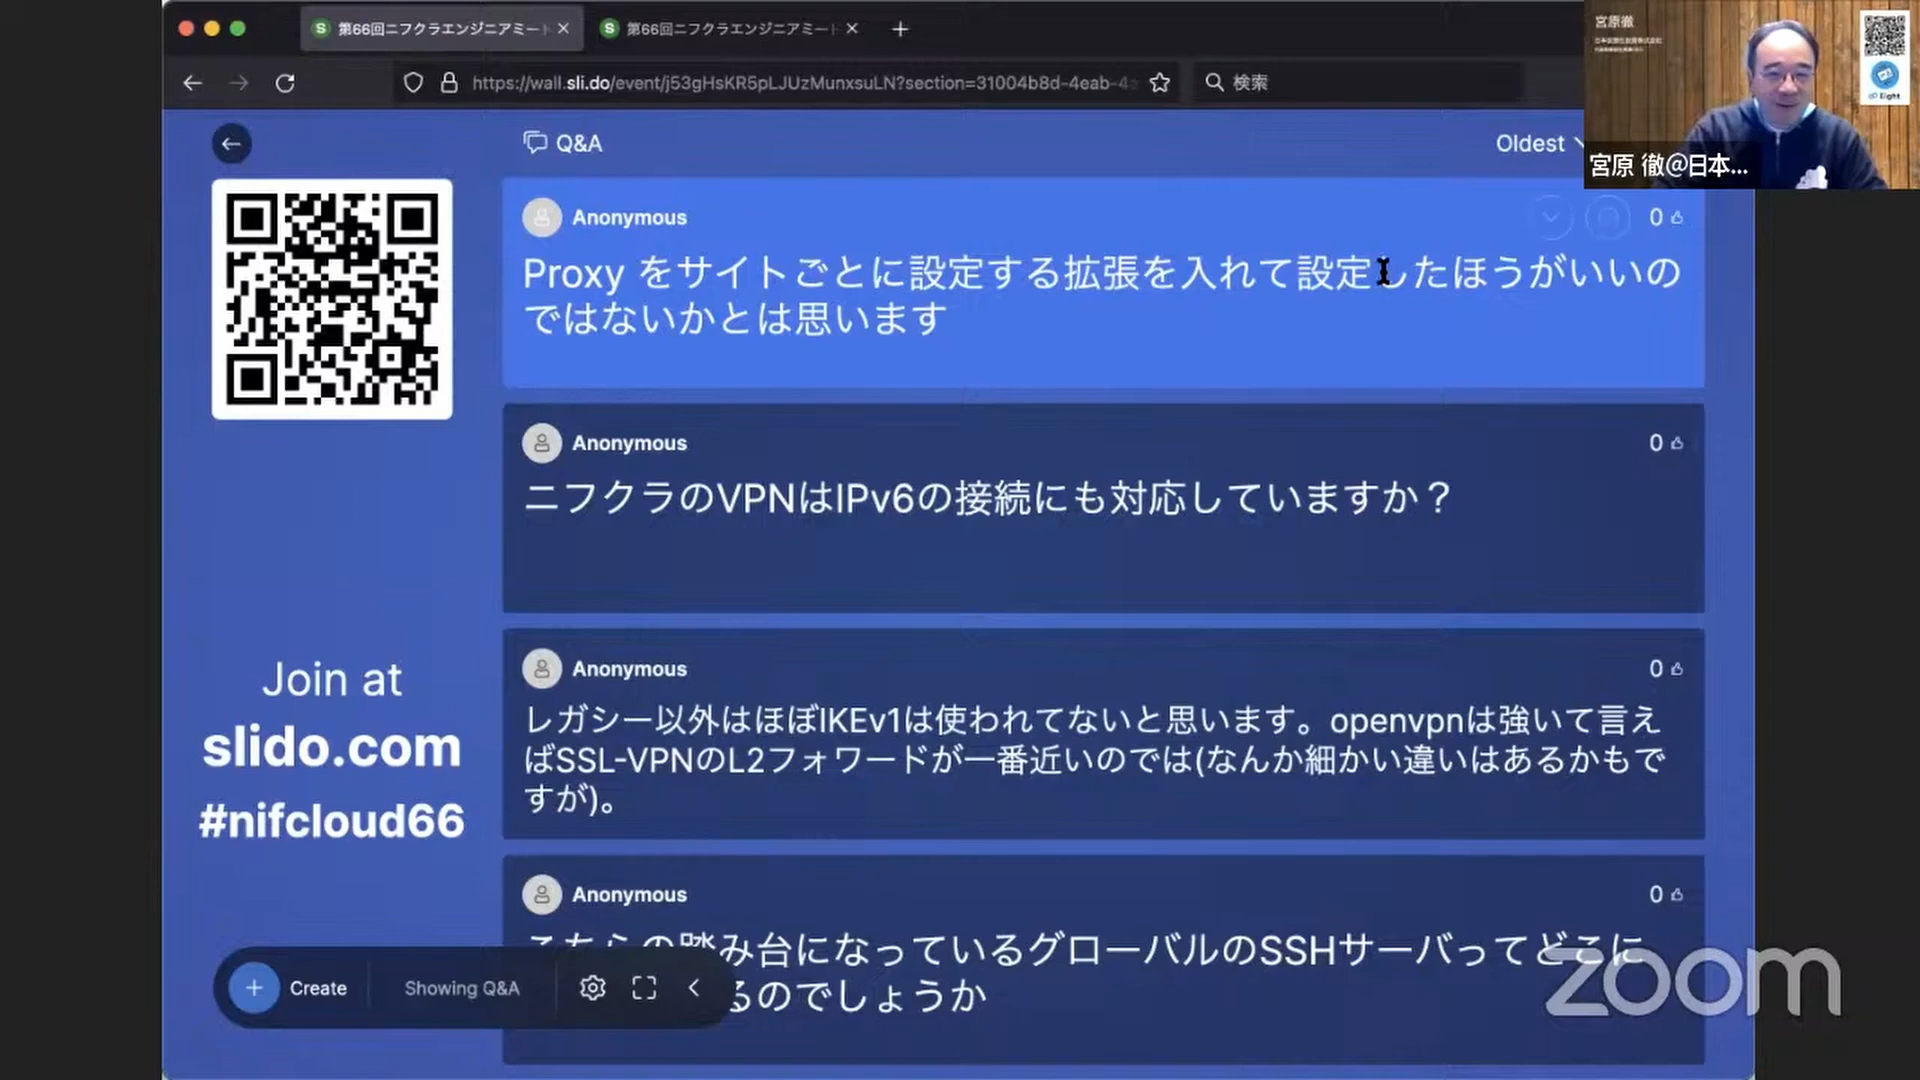 第66回ニフクラエンジニアミート
第66回ニフクラエンジニアミート
https://wall.sli.do/event/j53gHsKR5pLJUzMunxsuLN?section=31004b8d-4eab-4
検索
宮原徹
Eight
宮原 徹@日本...
Q&A
Oldest
Anonymous
0
Proxy をサイトごとに設定する拡張を入れて設定したほうがいいの
ではないかとは思います
Anonymous
0
ニフクラのVPNはIPv6の接続にも対応していますか？
Anonymous
0
レガシー以外はほぼIKEv1は使われてないと思います。openvpnは強いて言え
ばSSL-VPNのL2フォワードが一番近いのでは(なんか細かい違いはあるかもで
すが)。
Anonymous
0
こちらの踏み台になっているグローバルのSSHサーバってどこに
るのでしょうか
Join at
slido.com
#nifcloud66
Create
Showing Q&A
zoom